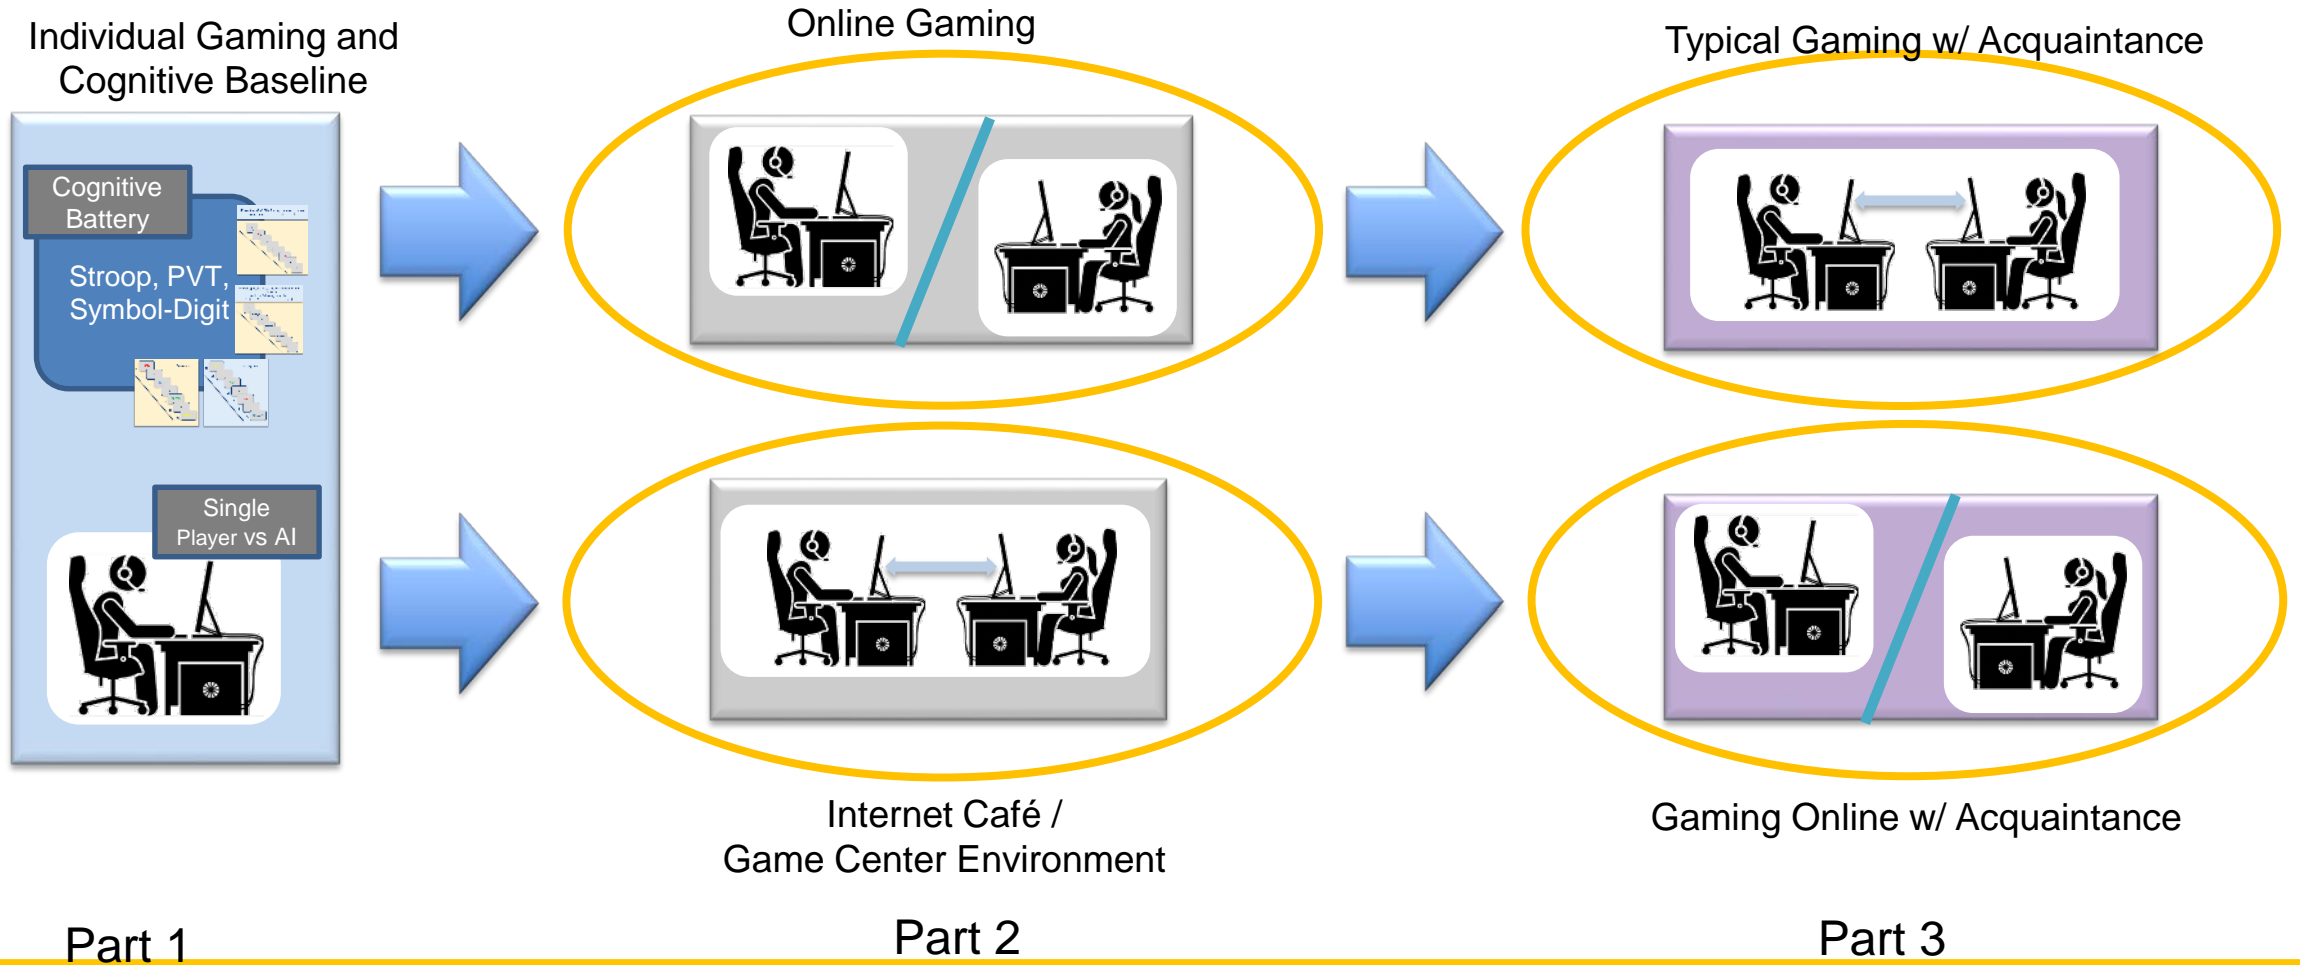 Individual Gaming and
Cognitive Baseline
Cognitive
Battery
Stroop, PVT,
Symbol-Digit
Single
Player vs AI
Part 1
Online Gaming
Internet Café /
Game Center Environment
Part 2
Typical Gaming w/ Acquaintance
Gaming Online w/ Acquaintance
Part 3